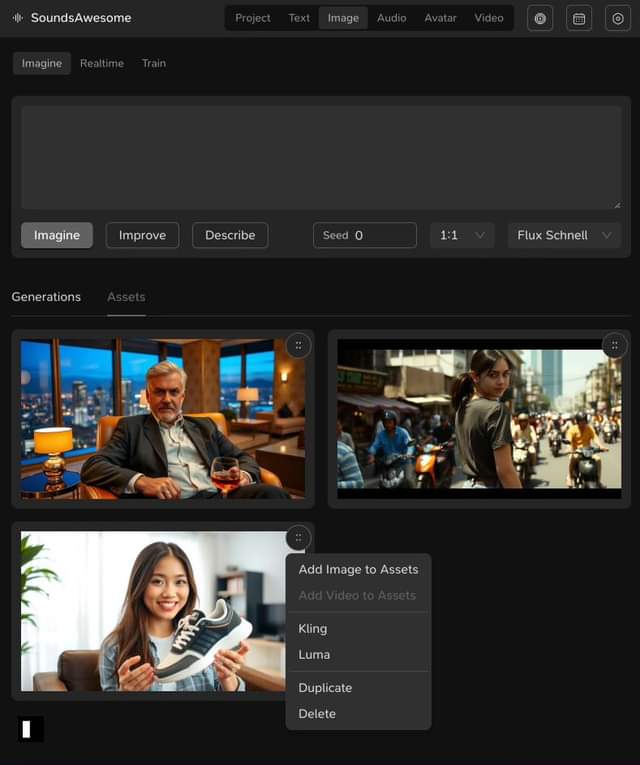 SoundsAwesome
Project Text Image Audio Avatar Video
Imagine Realtime Train
Imagine Improve Describe Seed 0 1:1 Flux Schnell
Generations Assets
Add Image to Assets
Add Video to Assets
Kling
Luma
Duplicate
Delete